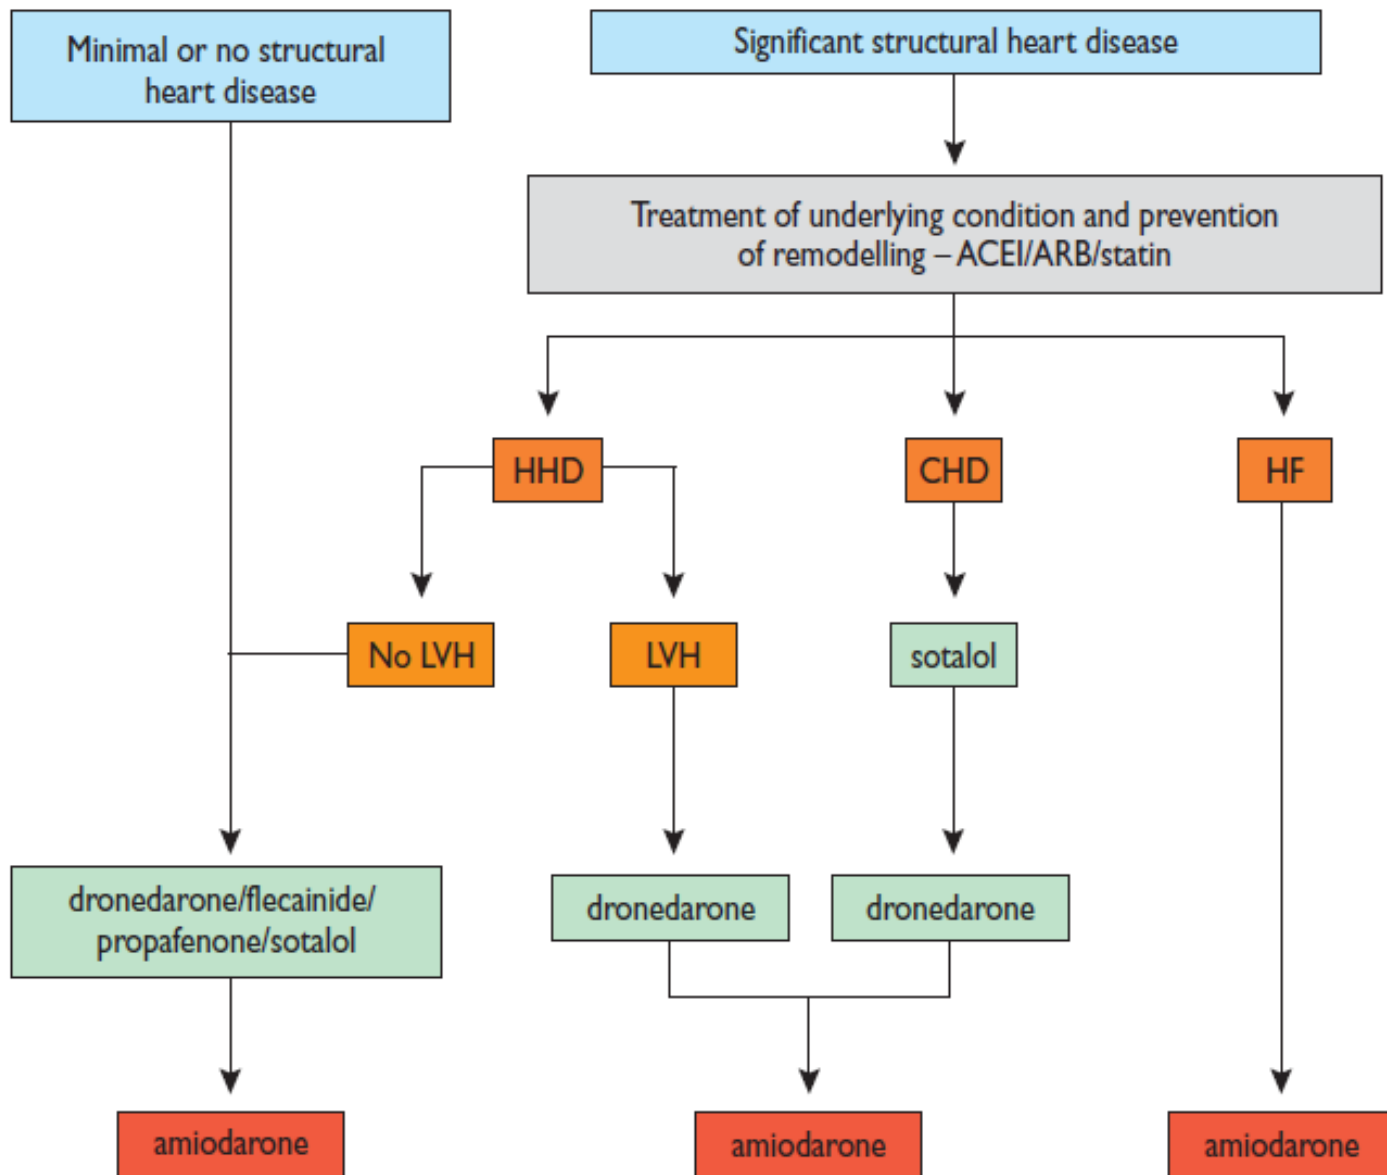 Minimal or no structural
heart disease
Significant structural heart disease
Treatment of underlying condition and prevention
of remodelling – ACEI/ARB/statin
HHD
CHD
HF
No LVH
LVH
sotalol
dronedarone/flecainide/
propafenone/sotalol
dronedarone
dronedarone
amiodarone
amiodarone
amiodarone